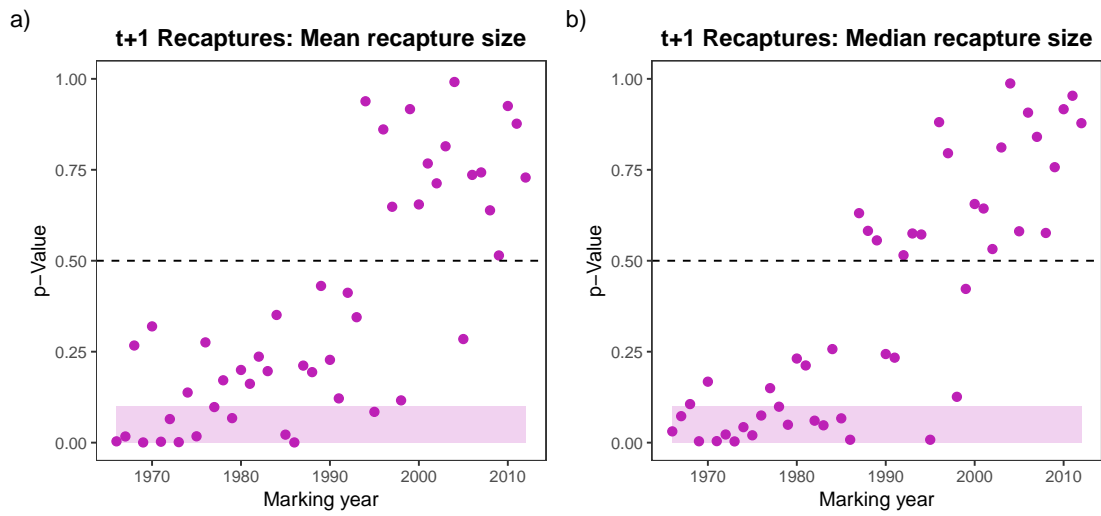 a)
t+1 Recaptures: Mean recapture size
1.00
0.75
0.50
0.25
0.00
p−Value
1970 1980 1990 2000 2010
Marking year
b)
t+1 Recaptures: Median recapture size
1.00
0.75
0.50
0.25
0.00
p−Value
1970 1980 1990 2000 2010
Marking year